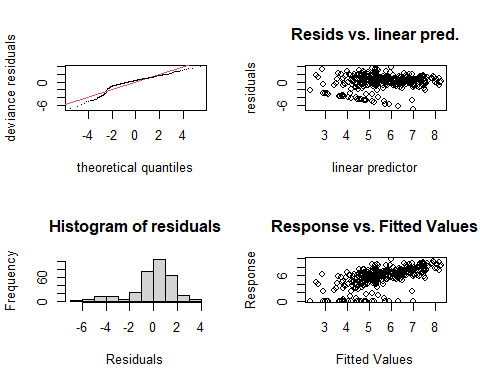 deviance residuals
-6 0
-4 -2 0 2 4
theoretical quantiles
Resids vs. linear pred.
residuals
-6 0
3 4 5 6 7 8
linear predictor
Histogram of residuals
Frequency
0 60
-6 -4 -2 0 2 4
Residuals
Response vs. Fitted Values
Response
0 6
3 4 5 6 7 8
Fitted Values